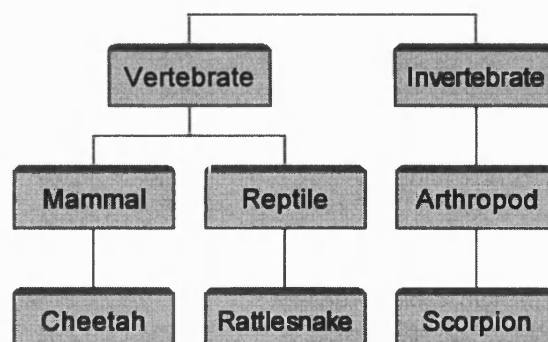 Vertebrate
Invertebrate
Mammal
Reptile
Arthropod
Cheetah
Rattlesnake
Scorpion